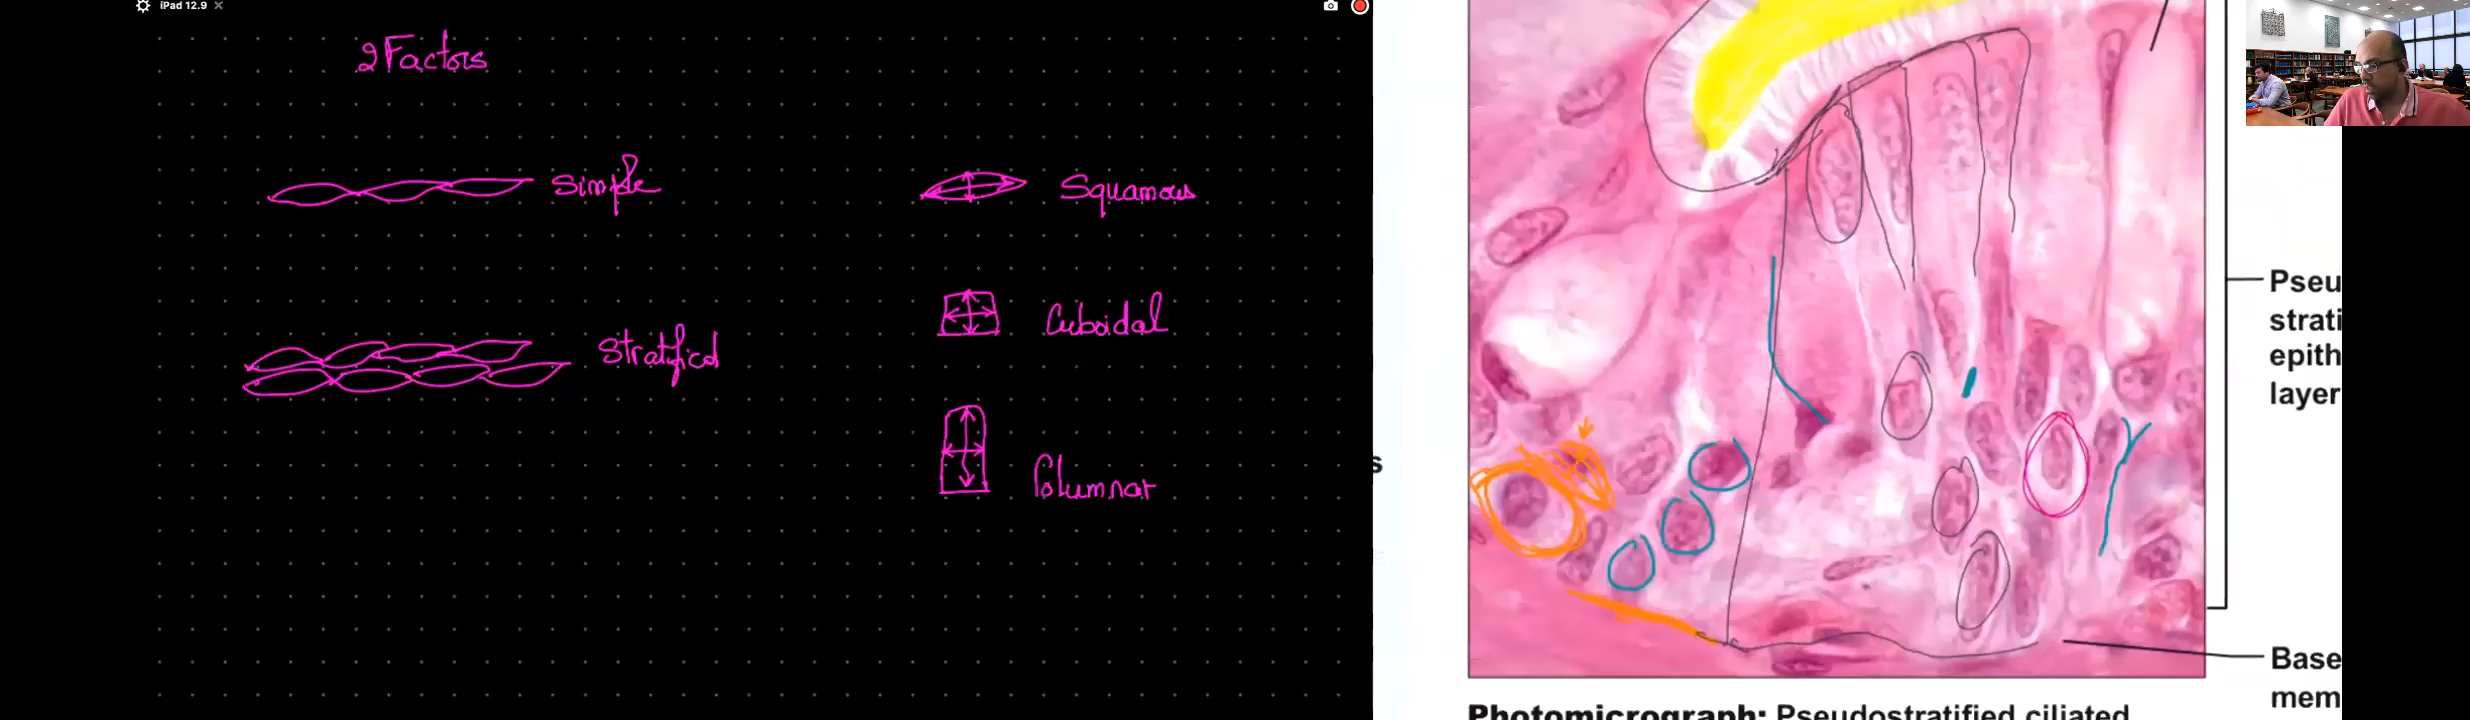 iPad 12.9
2 Factors
Simple
Stratified
Squamous
Cuboidal
Columnar
s
Pseu
strati
epith
layer
Base
mem
Photomicrograph: Pseudostratified ciliated